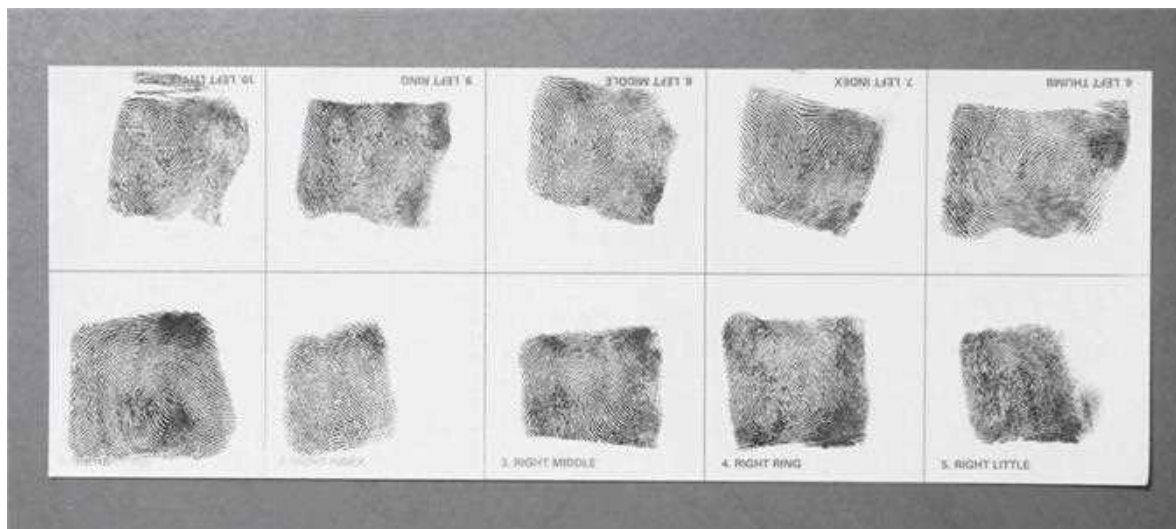 10. LEFT LITTLE
9. LEFT RING
8. LEFT MIDDLE
7. LEFT INDEX
6. LEFT THUMB
3. RIGHT MIDDLE
4. RIGHT RING
5. RIGHT LITTLE